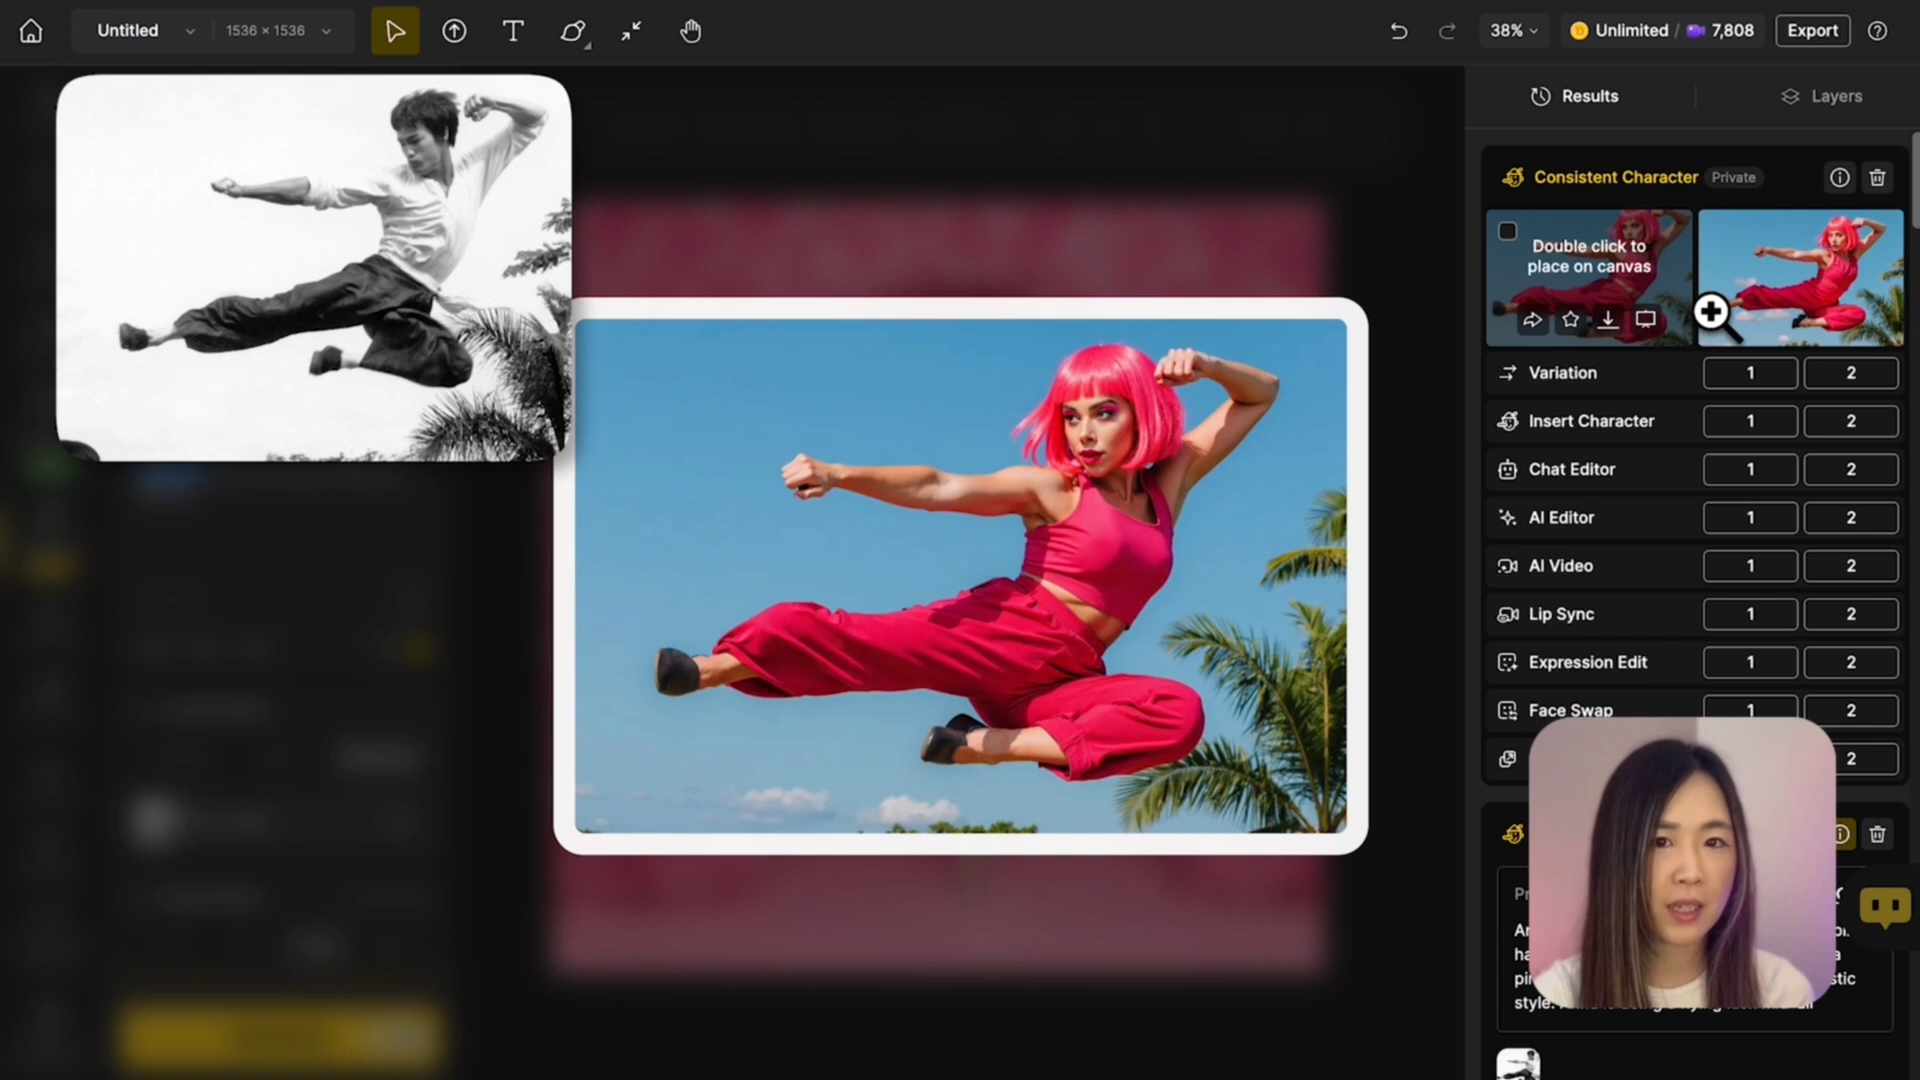 Untitled
1536 × 1536
38%
Unlimited / 7,808
Export
Results
Layers
Consistent Character
Private
Double click to
place on canvas
Variation
1
2
Insert Character
1
2
Chat Editor
1
2
AI Editor
1
2
AI Video
1
2
Lip Sync
1
2
Expression Edit
1
2
Face Swap
1
2
2
style.